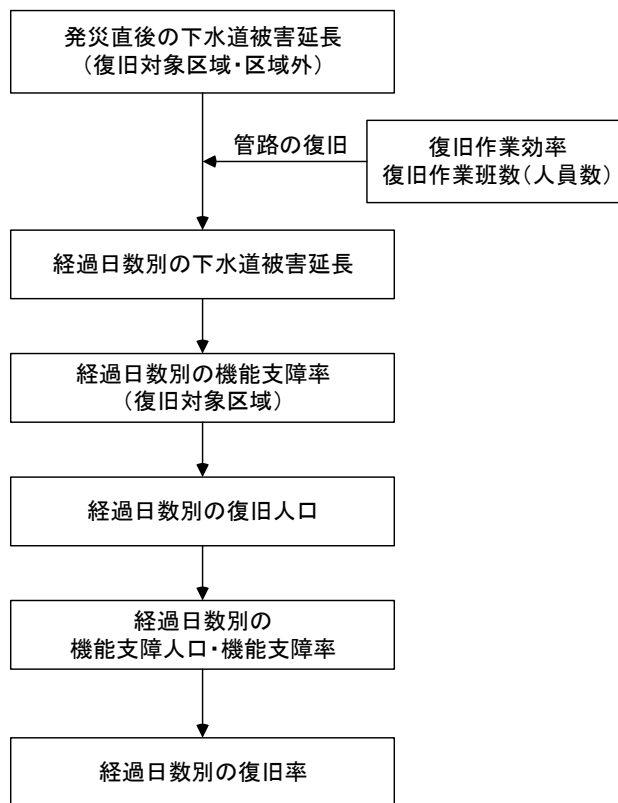 発災直後の下水道被害延長
（復旧対象区域・区域外）
管路の復旧
復旧作業効率
復旧作業班数（人員数）
経過日数別の下水道被害延長
経過日数別の機能支障率
（復旧対象区域）
経過日数別の復旧人口
経過日数別の
機能支障人口・機能支障率
経過日数別の復旧率